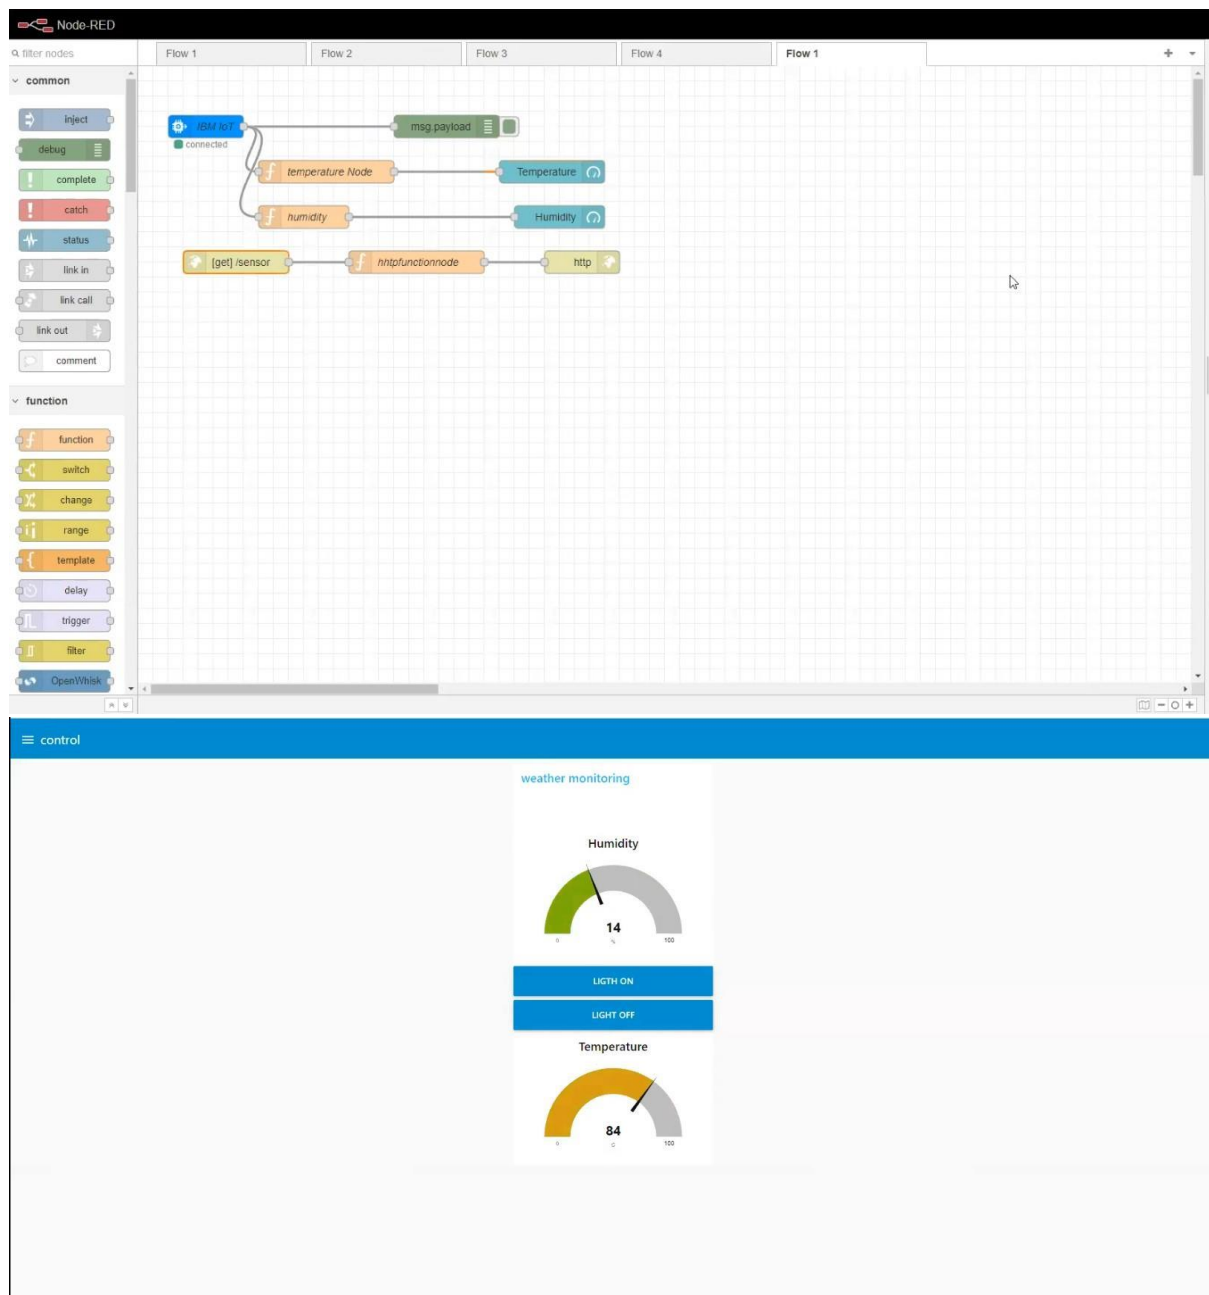 Node-RED
filter nodes
Flow 1
Flow 2
Flow 3
Flow 4
Flow 1
common
inject
debug
complete
catch
status
link in
link call
link out
comment
function
function
switch
change
range
template
delay
trigger
filter
OpenWhisk
IBM IoT
connected
msg.payload
temperature Node
Temperature
humidity
Humidity
[get] /sensor
hhtpfunctionnode
http
control
weather monitoring
Humidity
14
0 % 100
LIGTH ON
LIGHT OFF
Temperature
84
0 C 100